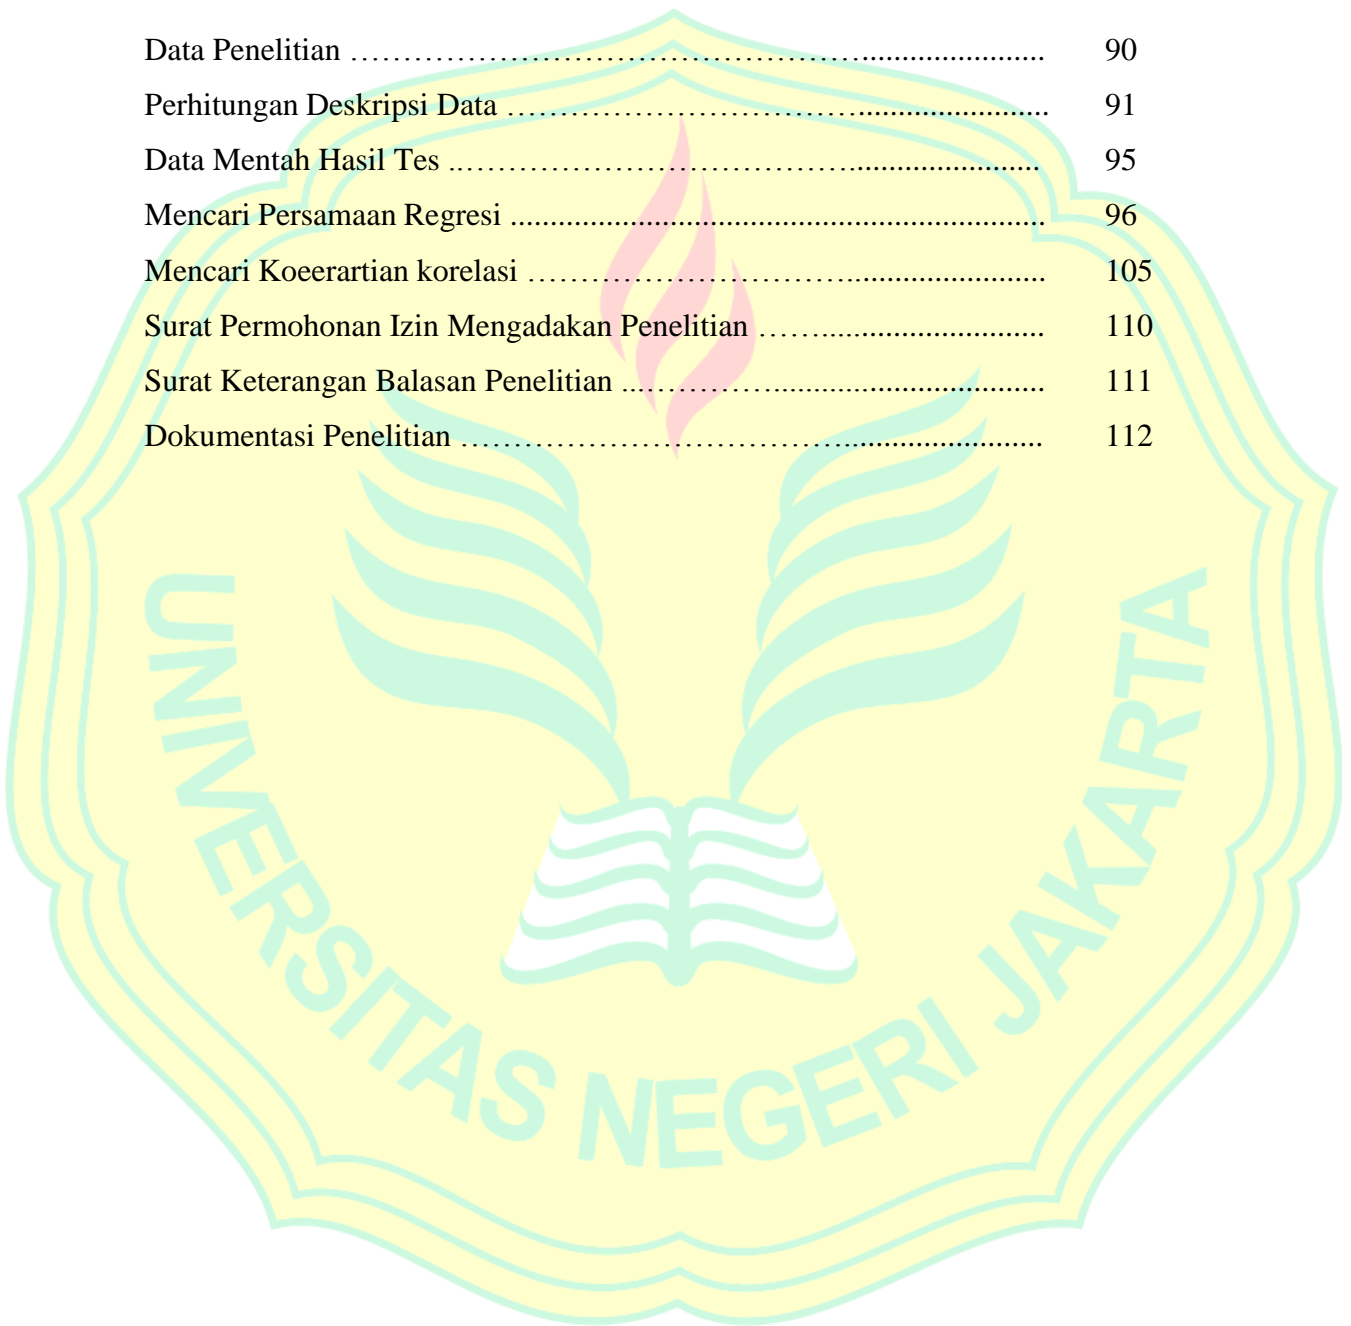 Data Penelitian …………………………………………....................... 90
Perhitungan Deskripsi Data ……………………………........................ 91
Data Mentah Hasil Tes ..………………………………....................... 95
Mencari Persamaan Regresi ................................................................... 96
Mencari Koeerartian korelasi …………………………....................... 105
Surat Permohonan Izin Mengadakan Penelitian ……............................ 110
Surat Keterangan Balasan Penelitian ...…………................................... 111
Dokumentasi Penelitian ………………………………........................ 112
UNIVERSITAS NEGERI JAKARTA